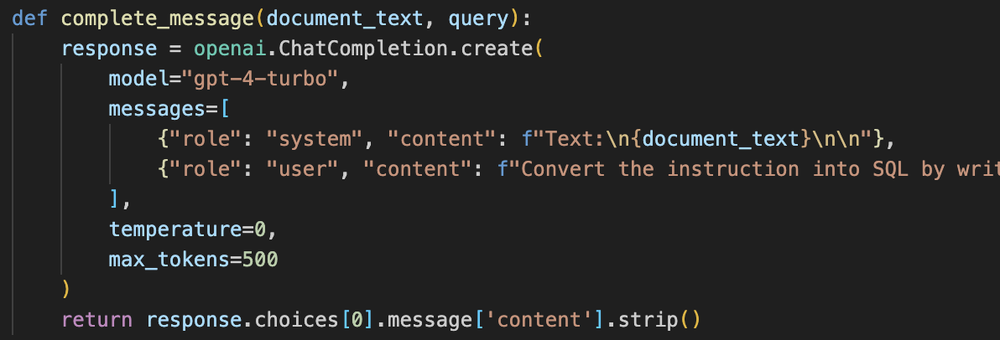 def complete_message(document_text, query):
    response = openai.ChatCompletion.create(
        model="gpt-4-turbo",
        messages=[
            {"role": "system", "content": f"Text:\n{document_text}\n\n"},
            {"role": "user", "content": f"Convert the instruction into SQL by writ
        ],
        temperature=0,
        max_tokens=500
    )
    return response.choices[0].message['content'].strip()